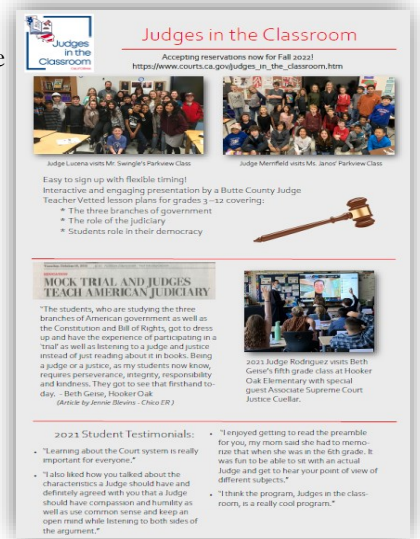 e
Judges
in the
Classroom
Judges in the Classroom
Accepting reservations now for Fall 2022!
https://www.courts.ca.gov/judges_in_the_classroom.htm
Judge Lucena visits Mr. Swingle's Parkview Class
Judge Merrifield visits Ms. Janos' Parkview Class
Easy to sign up with flexible timing!
Interactive and engaging presentation by a Butte County Judge
Teacher Vetted lesson plans for grades 3–12 covering:
* The three branches of government
* The role of the judiciary
* Students role in their democracy
MOCK TRIAL AND JUDGES
TEACH AMERICAN JUDICIARY
"The students, who are studying the three
branches of American government as well as
the Constitution and Bill of Rights, got to dress
up and have the experience of participating in a
'trial' as well as listening to a judge and justice
instead of just reading about it in books. Being
a judge or a justice, as my students now know,
requires perseverance, integrity, responsibility
and kindness. They got to see that firsthand to-
day. - Beth Geise, Hooker Oak
(Article by Jennie Blevins - Chico ER )
2021 Judge Rodriguez visits Beth
Geise's fifth grade class at Hooker
Oak Elementary with special
guest Associate Supreme Court
Justice Cuellar.
2021 Student Testimonials:
• "Learning about the Court system is really
important for everyone."
• "I also liked how you talked about the
characteristics a Judge should have and
definitely agreed with you that a Judge
should have compassion and humility as
well as use common sense and keep an
open mind while listening to both sides of
the argument."
• "I enjoyed getting to read the preamble
for you, my mom said she had to memo-
rize that when she was in the 6th grade. It
was fun to be able to sit with an actual
Judge and get to hear your point of view of
different subjects."
• "I think the program, Judges in the class-
room, is a really cool program."